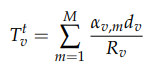 $T_v^t = \sum_{m=1}^{M} \frac{\alpha_{v,m} d_v}{R_v}$